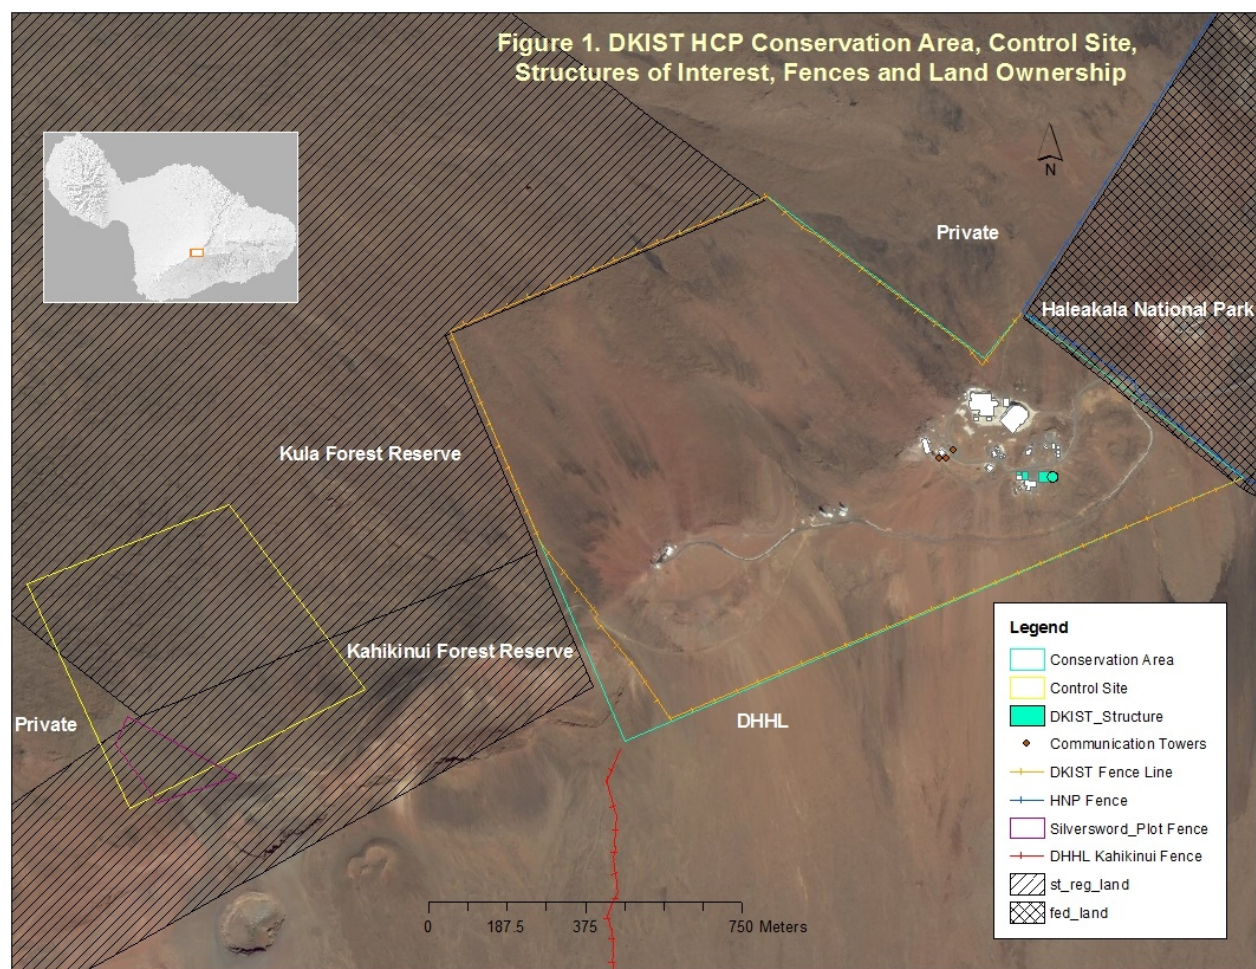 Figure 1. DKIST HCP Conservation Area, Control Site,
Structures of Interest, Fences and Land Ownership
N
Private
Haleakala National Park
Kula Forest Reserve
Kahikinui Forest Reserve
Private
DHHL
Legend
Conservation Area
Control Site
DKIST_Structure
Communication Towers
DKIST Fence Line
HNP Fence
Silversword_Plot Fence
DHHL Kahikinui Fence
st_reg_land
fed_land
0 187.5 375 750 Meters